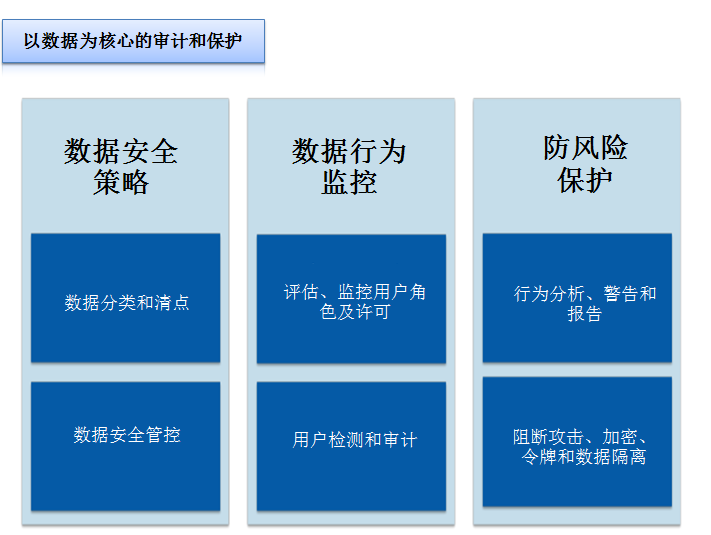 以数据为核心的审计和保护
数据安全
策略
数据分类和清点
数据安全管控
数据行为
监控
评估、监控用户角
色及许可
用户检测和审计
防风险
保护
行为分析、警告和
报告
阻断攻击、加密、
令牌和数据隔离